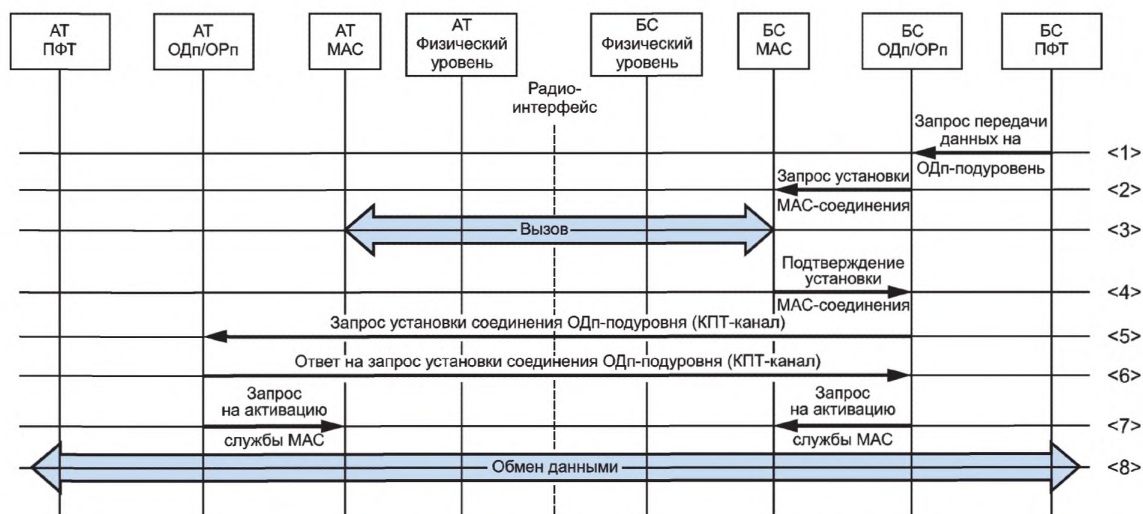 АТ
ПФТ
АТ
ОДп/ОРп
АТ
МАС
АТ
Физический
уровень
БС
Физический
уровень
БС
МАС
БС
ОДп/ОРп
БС
ПФТ
Радио-
интерфейс
Запрос передачи
данных на
ОДп-подуровень
<1>
Запрос установки
МАС-соединения
<2>
Вызов
<3>
Подтверждение
установки
МАС-соединения
<4>
Запрос установки соединения ОДп-подуровня (КПТ-канал)
<5>
Ответ на запрос установки соединения ОДп-подуровня (КПТ-канал)
<6>
Запрос
на активацию
службы МАС
Запрос
на активацию
службы МАС
<7>
Обмен данными
<8>